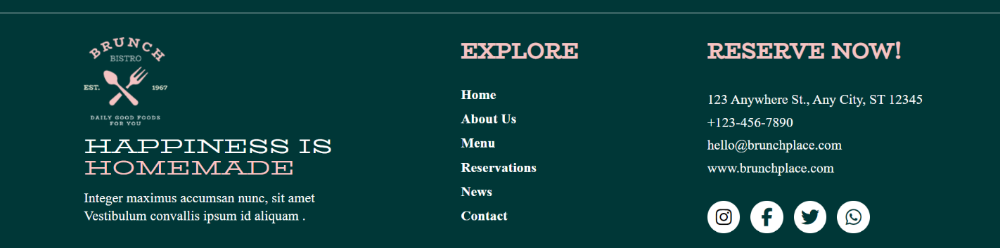 BRUNCH
BISTRO
EST. 1967
DAILY GOOD FOODS
FOR YOU
HAPPINESS IS
HOMEMADE
Integer maximus accumsan nunc, sit amet
Vestibulum convallis ipsum id aliquam .
EXPLORE
Home
About Us
Menu
Reservations
News
Contact
RESERVE NOW!
123 Anywhere St., Any City, ST 12345
+123-456-7890
hello@brunchplace.com
www.brunchplace.com